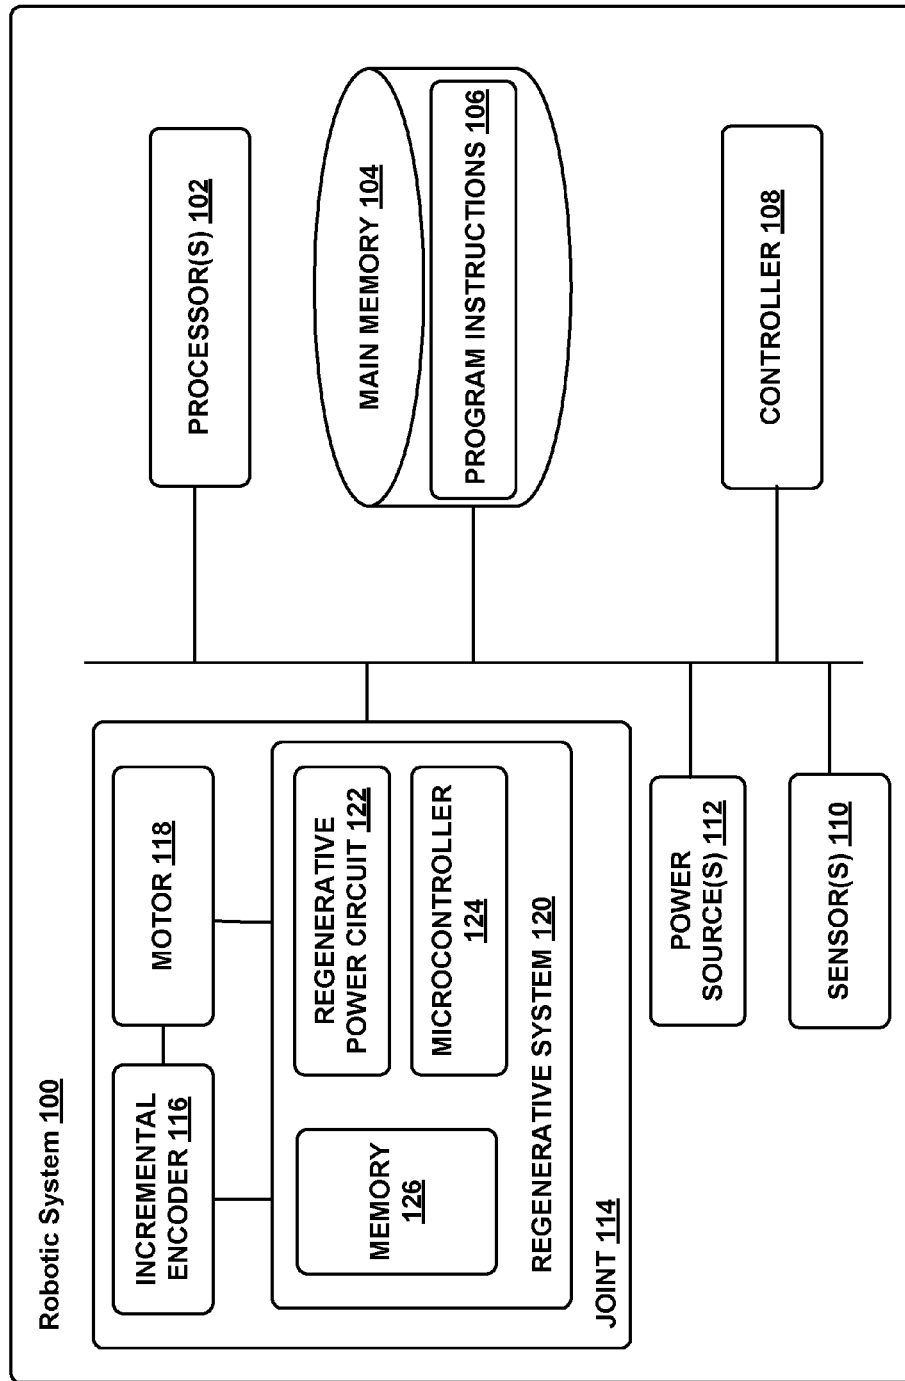 Robotic System 100
INCREMENTAL
ENCODER 116
MOTOR 118
MEMORY
126
REGENERATIVE
POWER CIRCUIT 122
MICROCONTROLLER
124
REGENERATIVE SYSTEM 120
JOINT 114
POWER
SOURCE(S) 112
SENSOR(S) 110
PROCESSOR(S) 102
MAIN MEMORY 104
PROGRAM INSTRUCTIONS 106
CONTROLLER 108